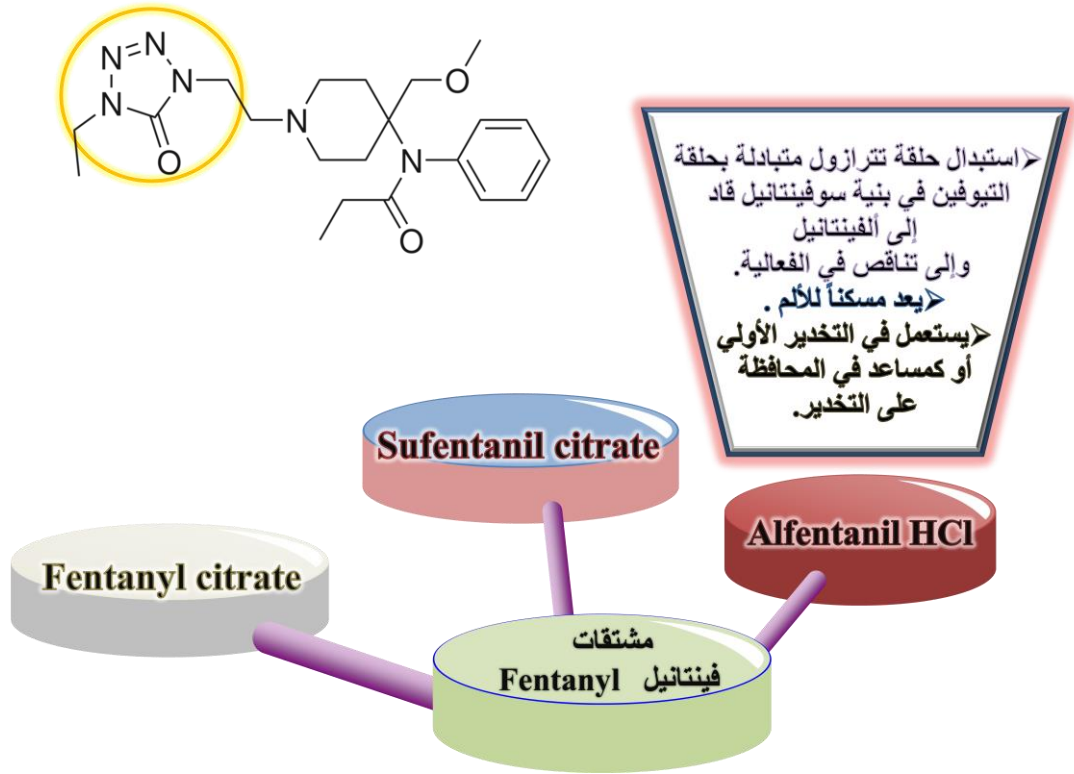 N=N
N
N
O
N
O
N
O
➢استبدال حلقة تترازول متبادلة بحلقة
التيوفين في بنية سوفينتانيل قاد
إلى ألفينتانيل
وإلى تناقص في الفعالية.
➢يعد مسكناً للألم .
➢يستعمل في التخدير الأولي
أو كمساعد في المحافظة
على التخدير.
Sufentanil citrate
Alfentanil HCl
Fentanyl citrate
مشتقات
فينتانيل Fentanyl